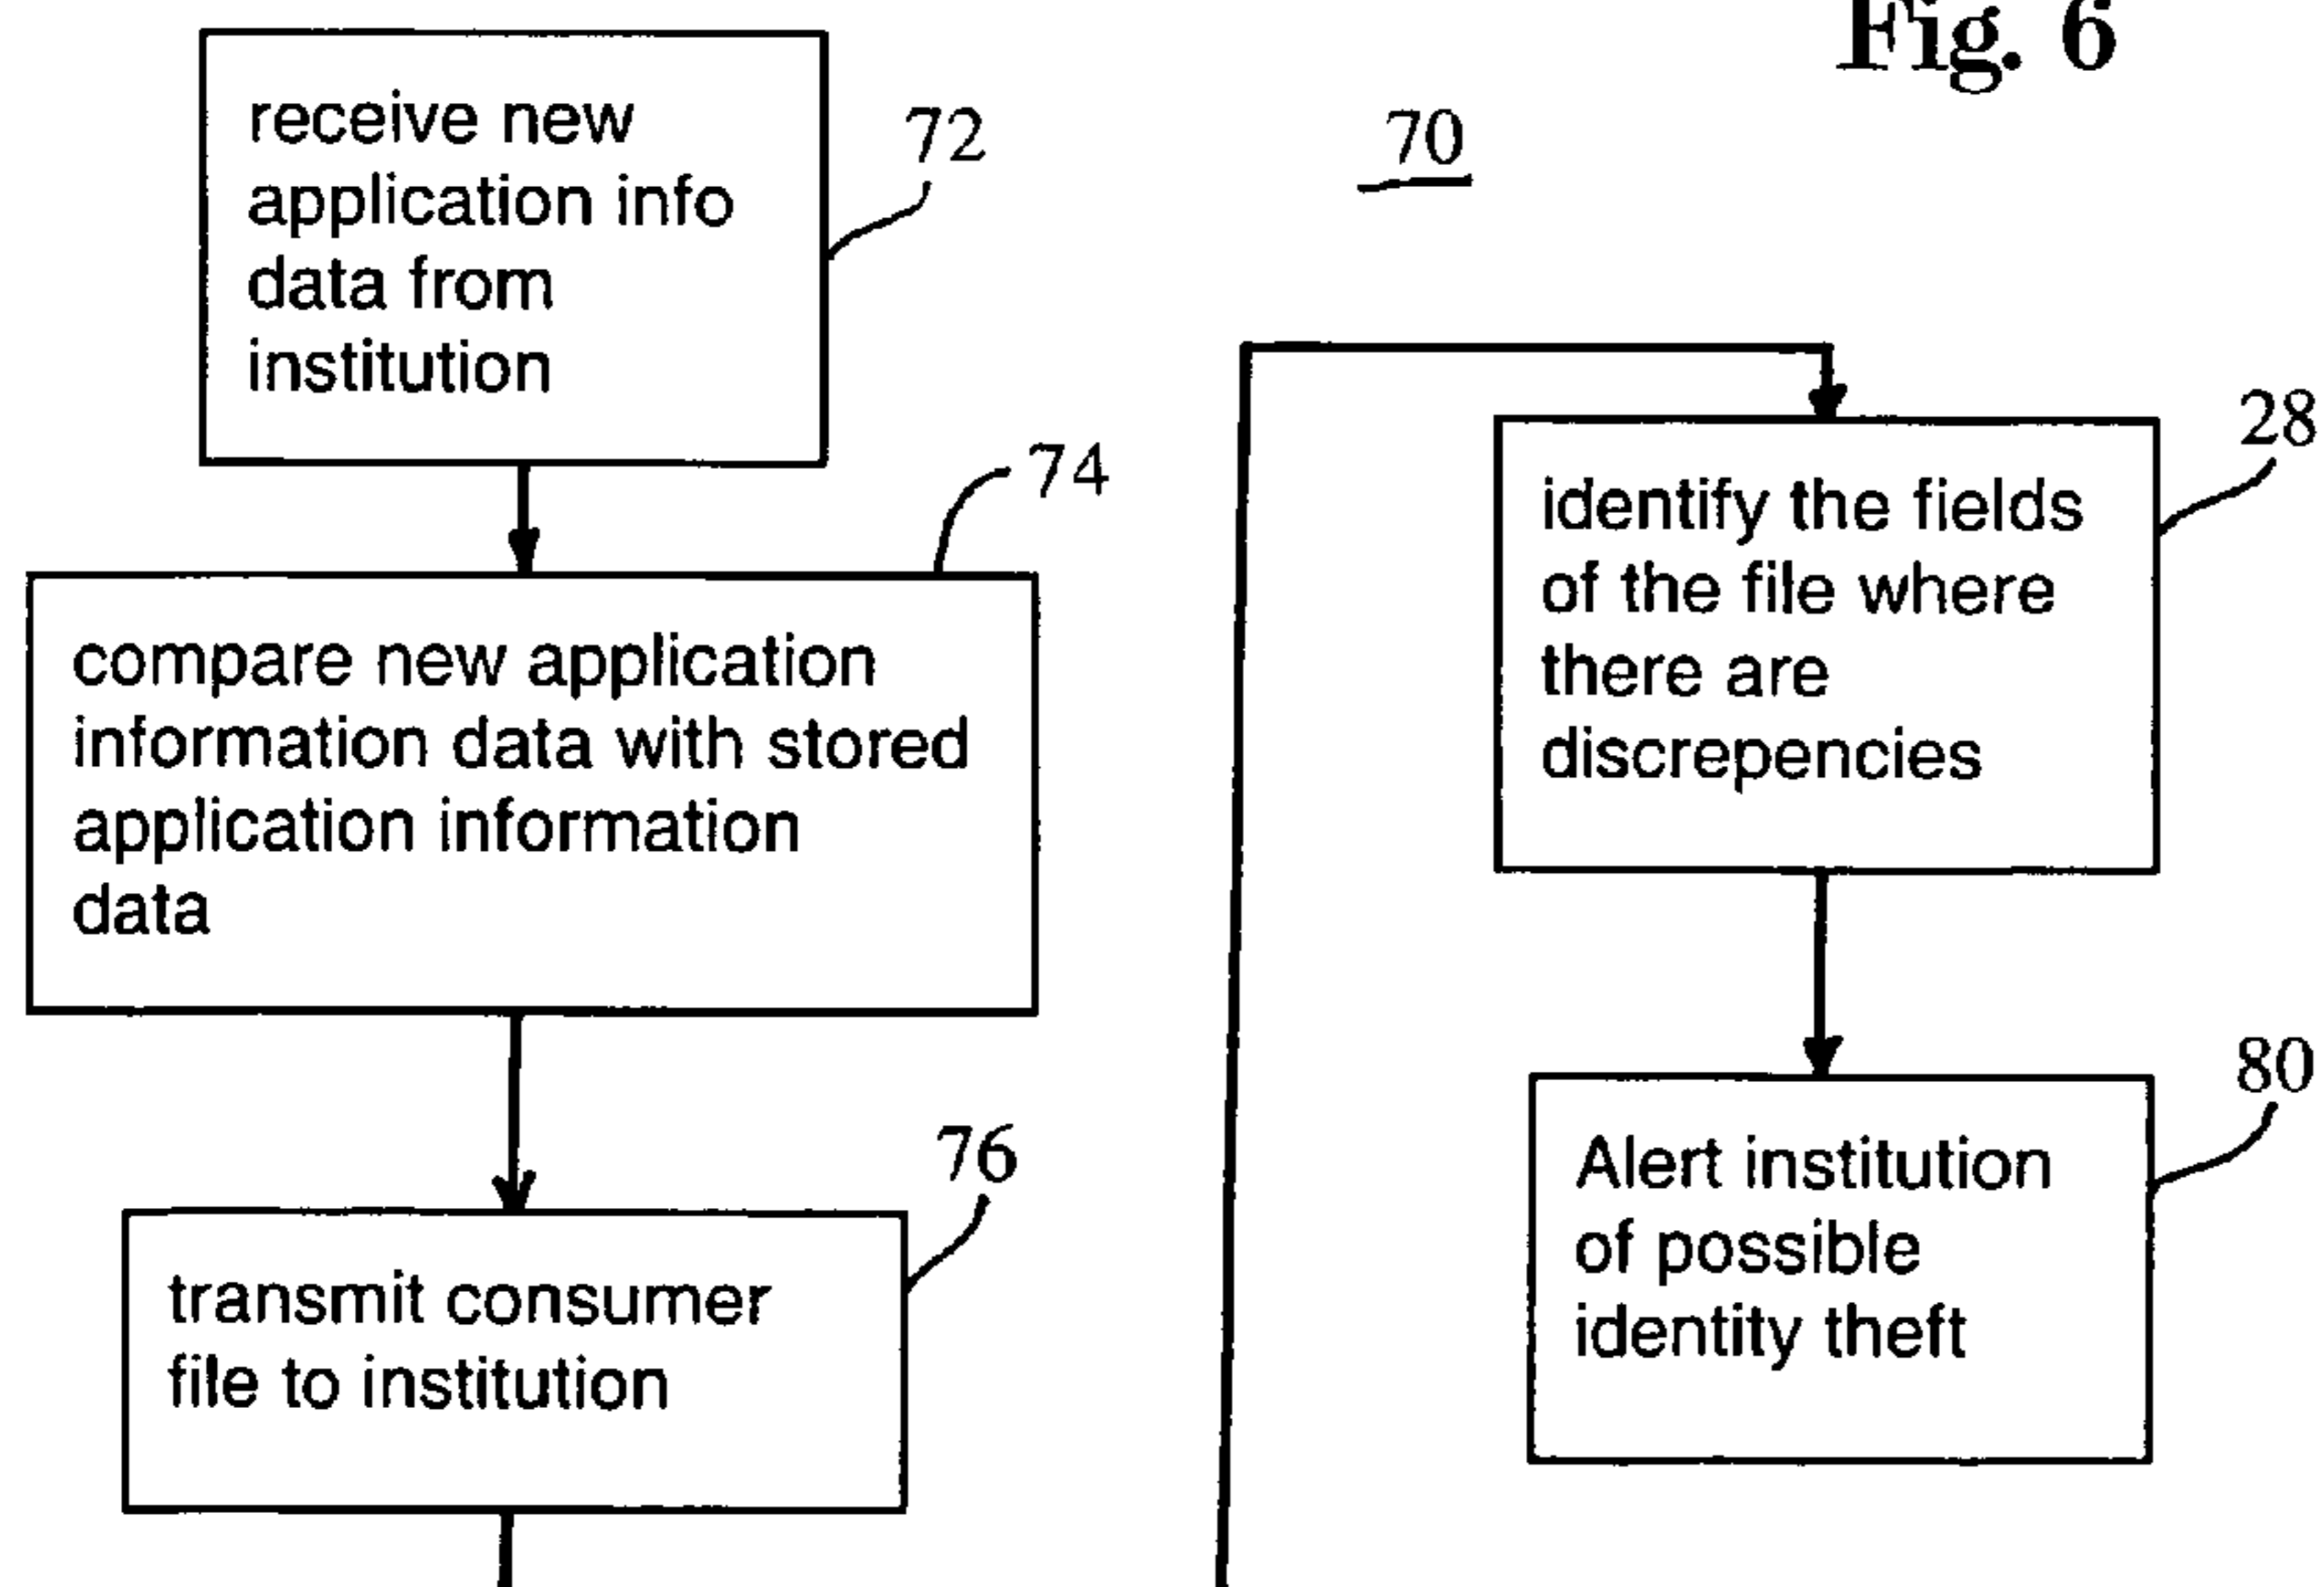 Fig. 6
70
72
receive new
application info
data from
institution
74
compare new application
information data with stored
application information
data
76
transmit consumer
file to institution
28
identify the fields
of the file where
there are
discrepencies
80
Alert institution
of possible
identity theft